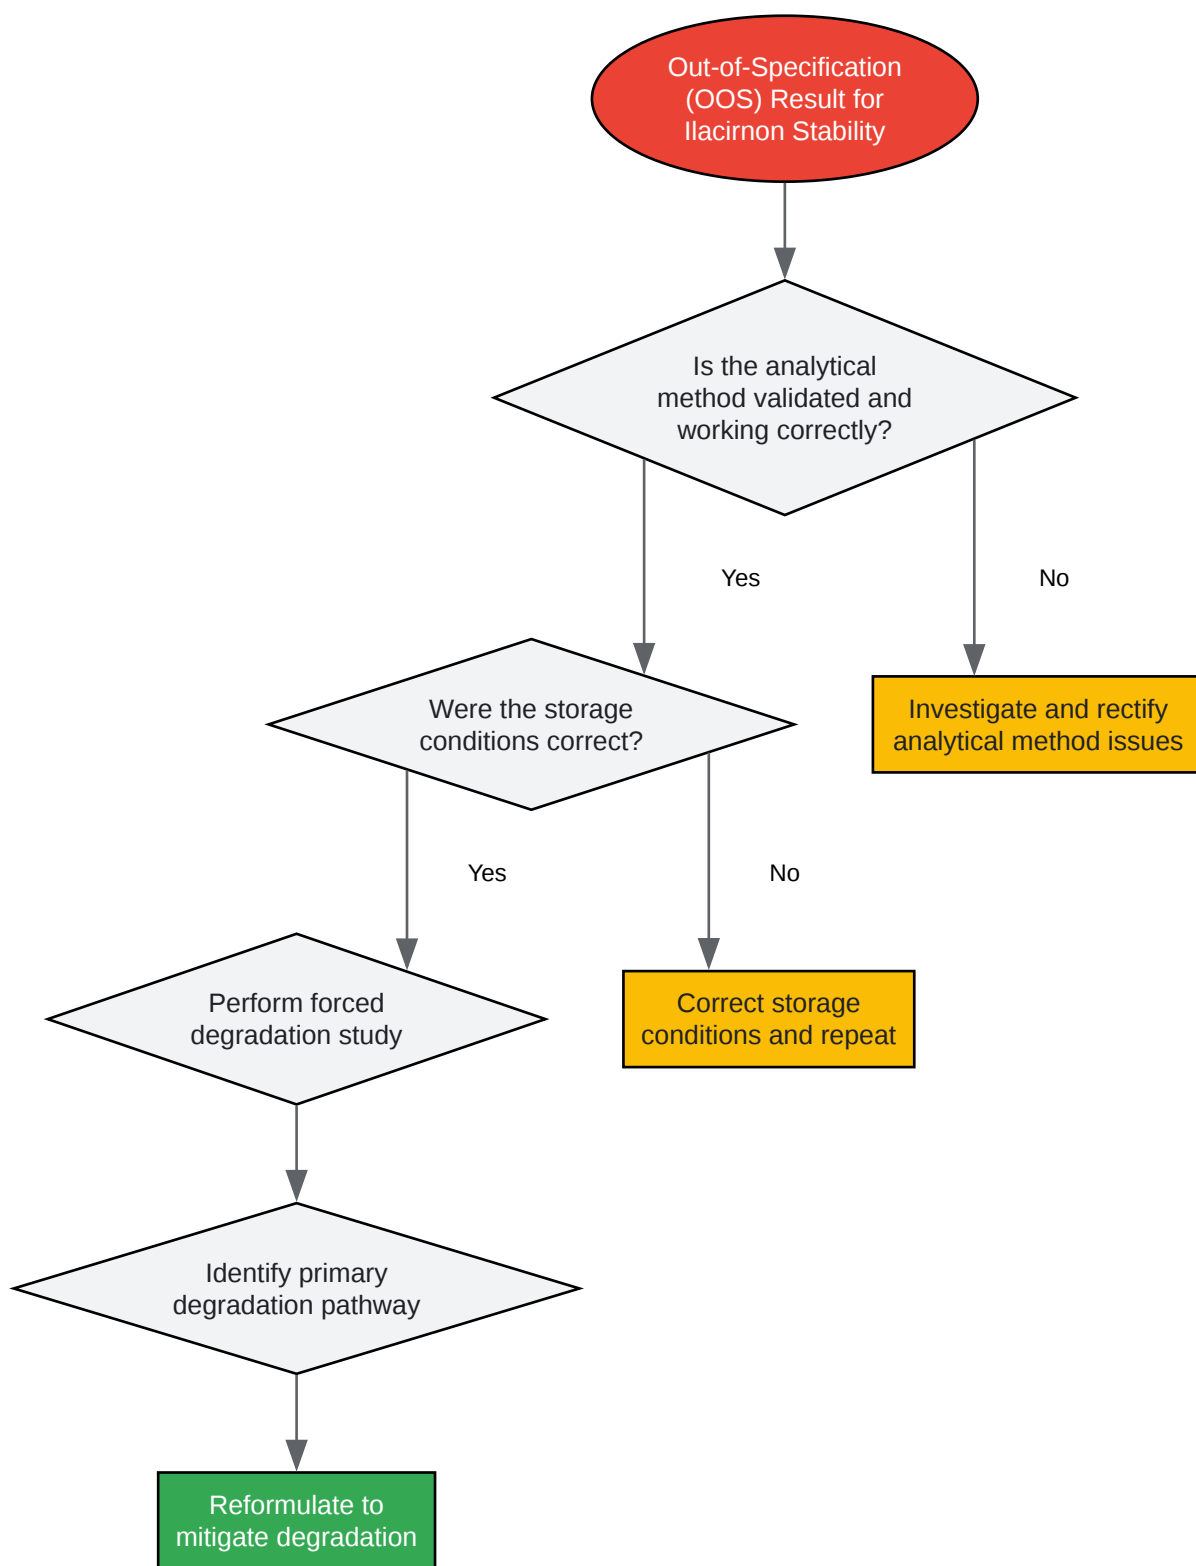 Out-of-Specification
(OOS) Result for
Ilacirnon Stability
Is the analytical
method validated and
working correctly?
Yes
No
Were the storage
conditions correct?
Investigate and rectify
analytical method issues
Yes
No
Perform forced
degradation study
Correct storage
conditions and repeat
Identify primary
degradation pathway
Reformulate to
mitigate degradation